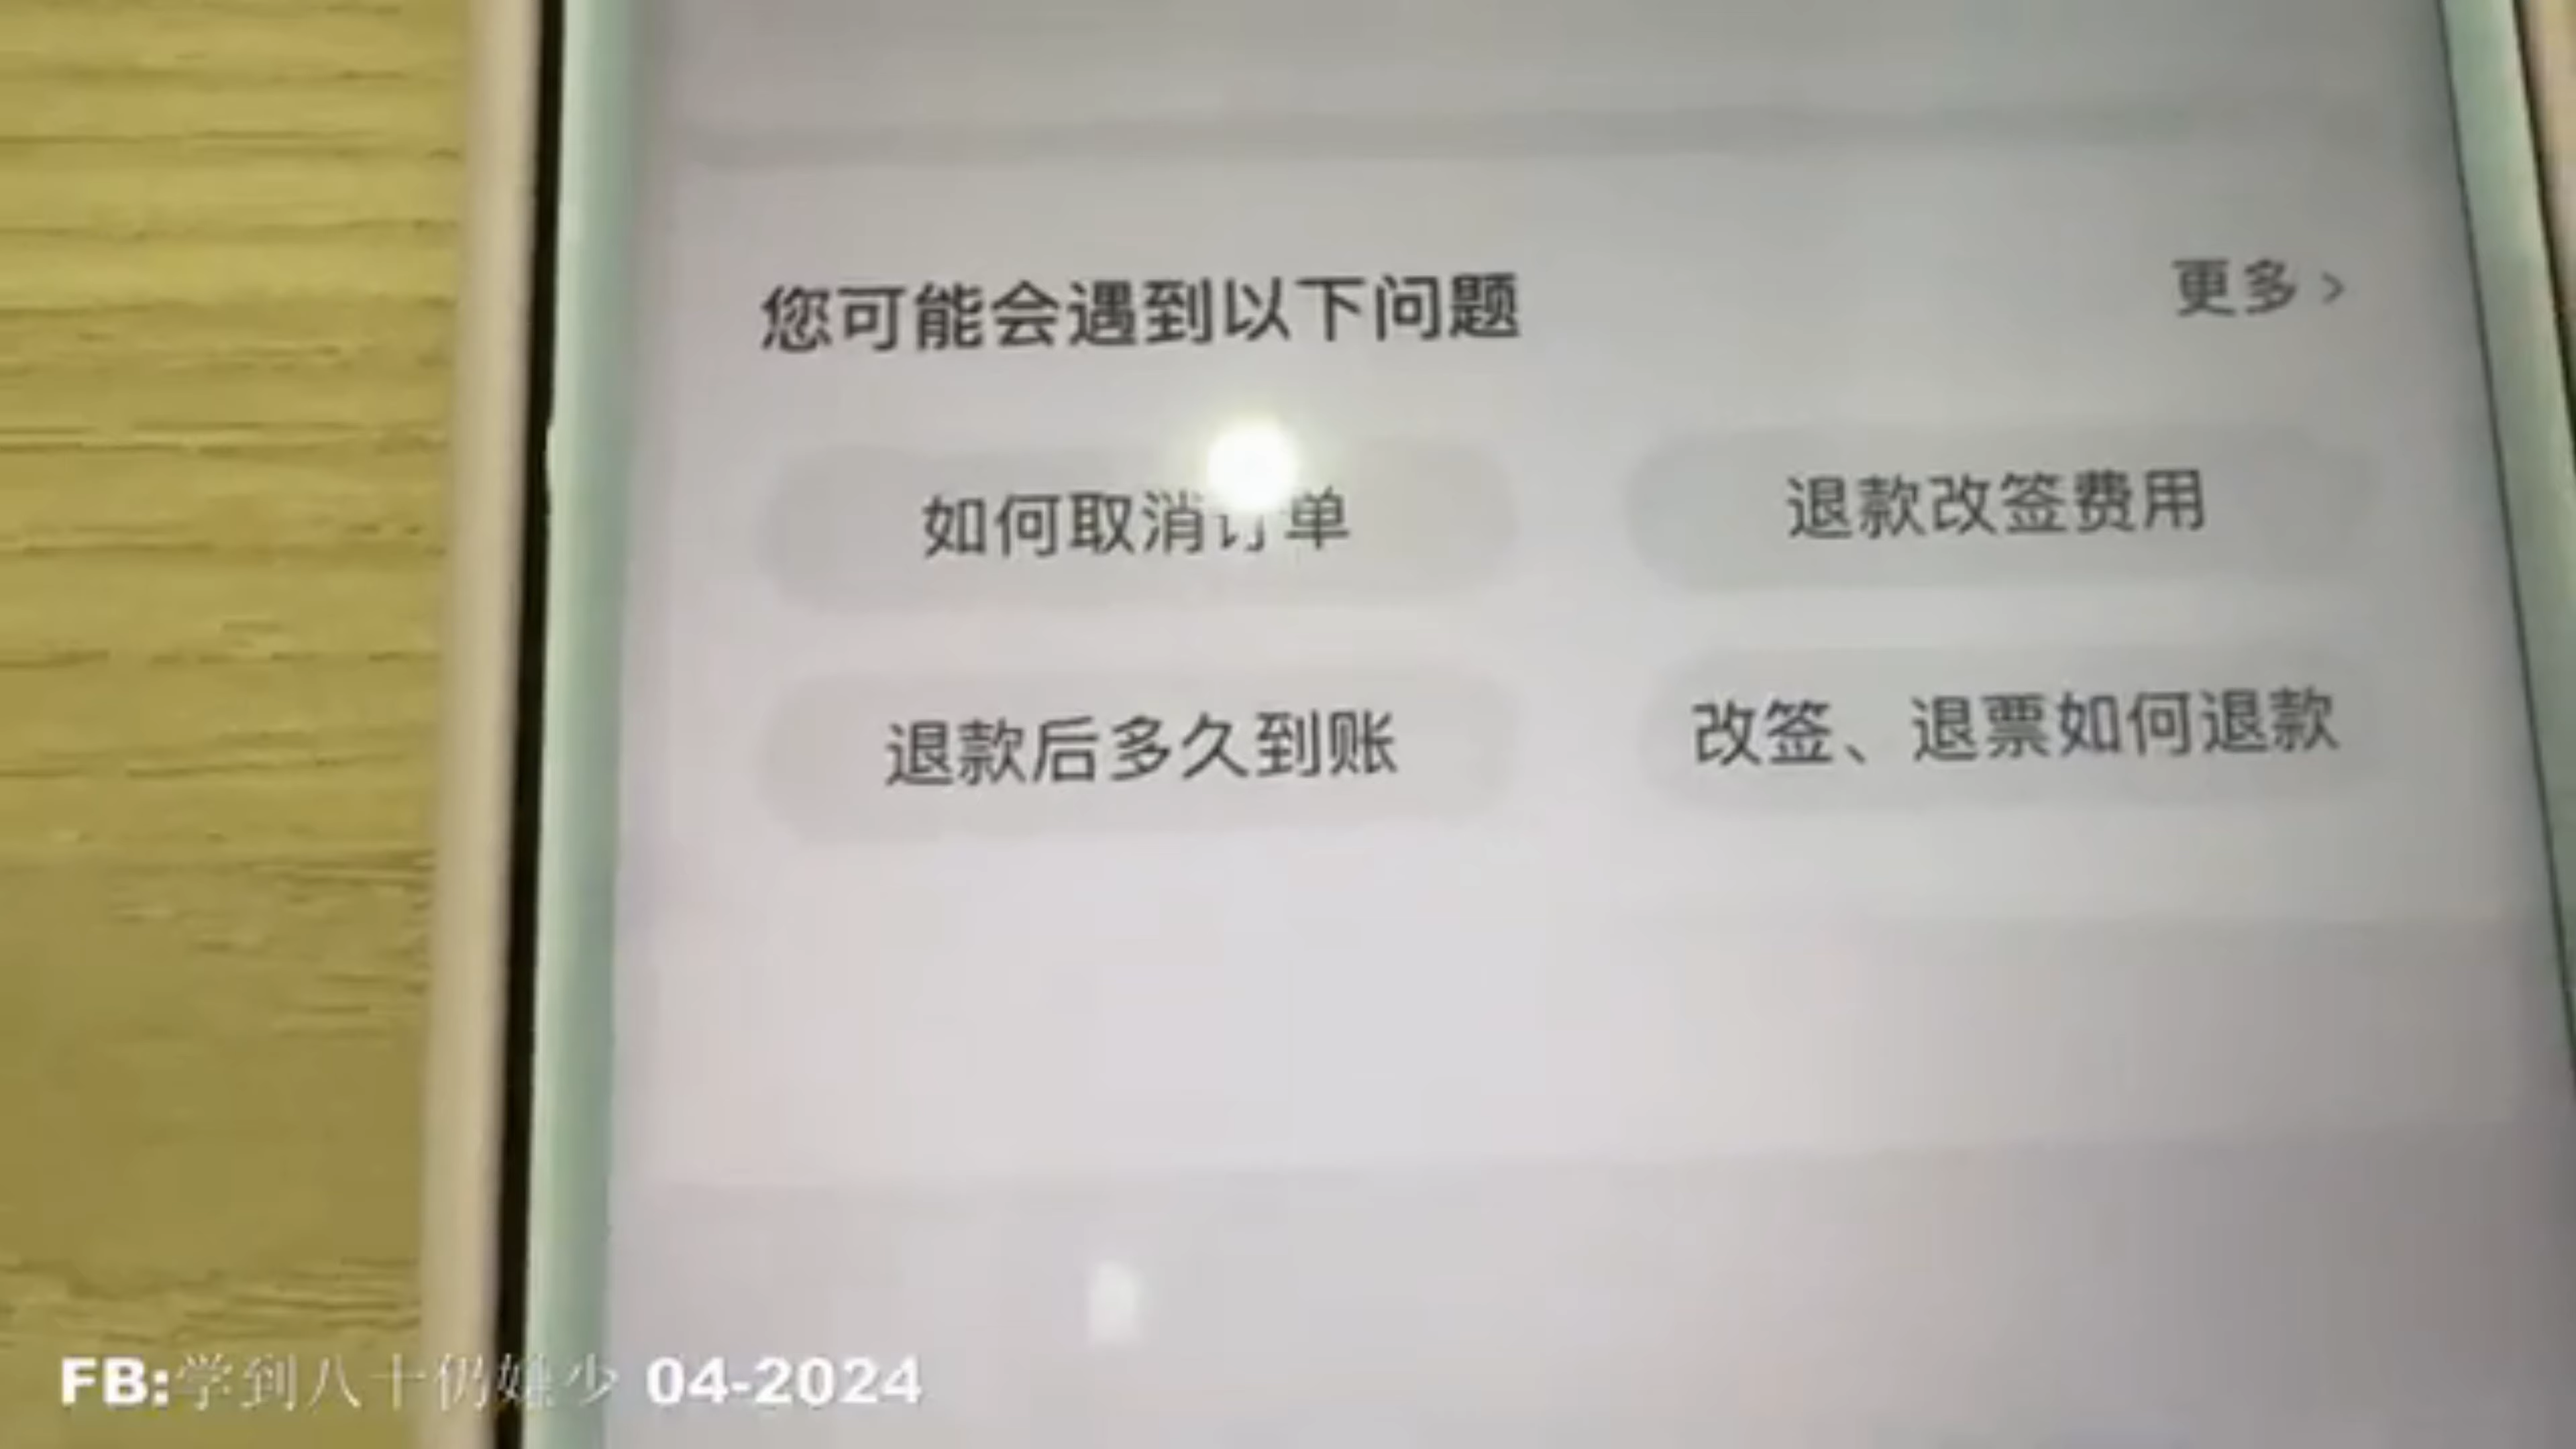 您可能会遇到以下问题
更多 >
如何取消订单
退款改签费用
退款后多久到账
改签、退票如何退款
FB:学到八十仍嫌少 04-2024